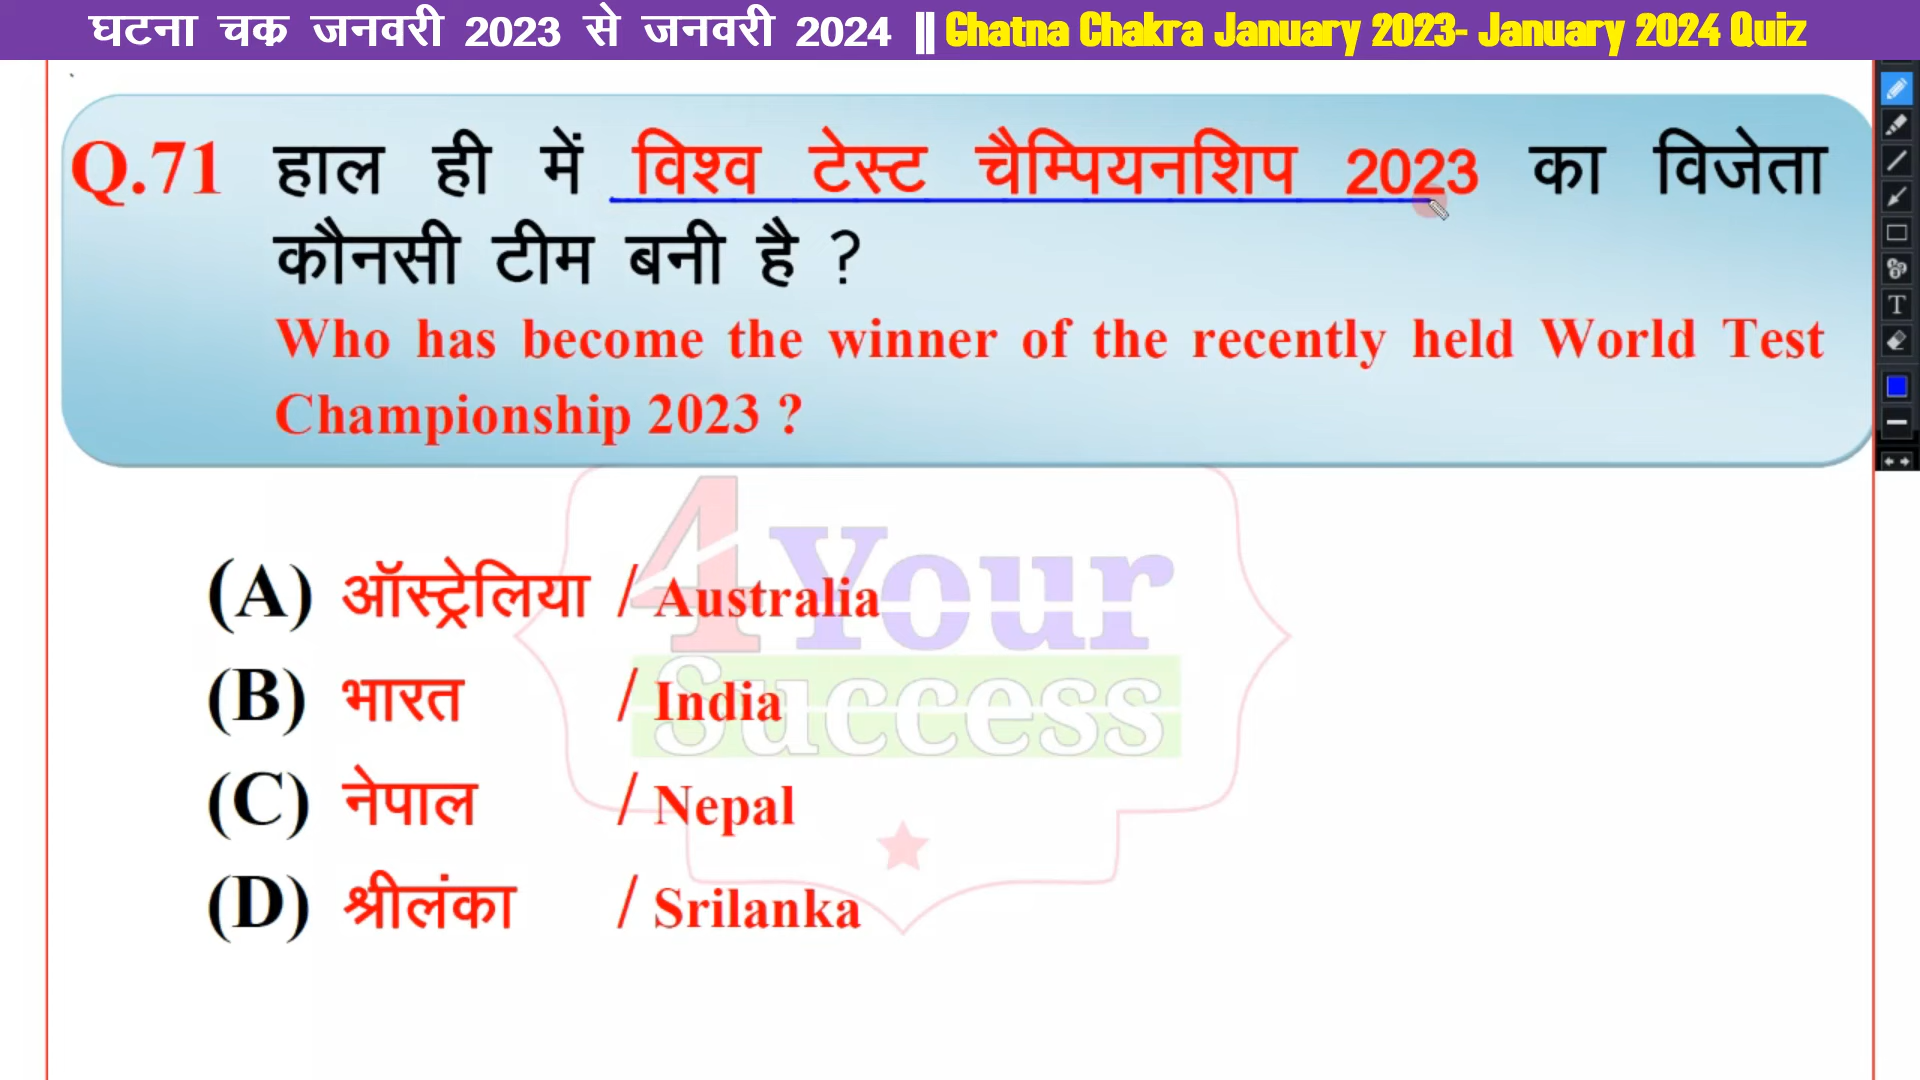 घटना चक्र जनवरी 2023 से जनवरी 2024 || Ghatna Chakra January 2023- January 2024 Quiz
Q.71 हाल ही में विश्व टेस्ट चैम्पियनशिप 2023 का विजेता
कौनसी टीम बनी है ?
Who has become the winner of the recently held World Test
Championship 2023 ?
4Your
Success
(A) ऑस्ट्रेलिया / Australia
(B) भारत / India
(C) नेपाल / Nepal
(D) श्रीलंका / Srilanka